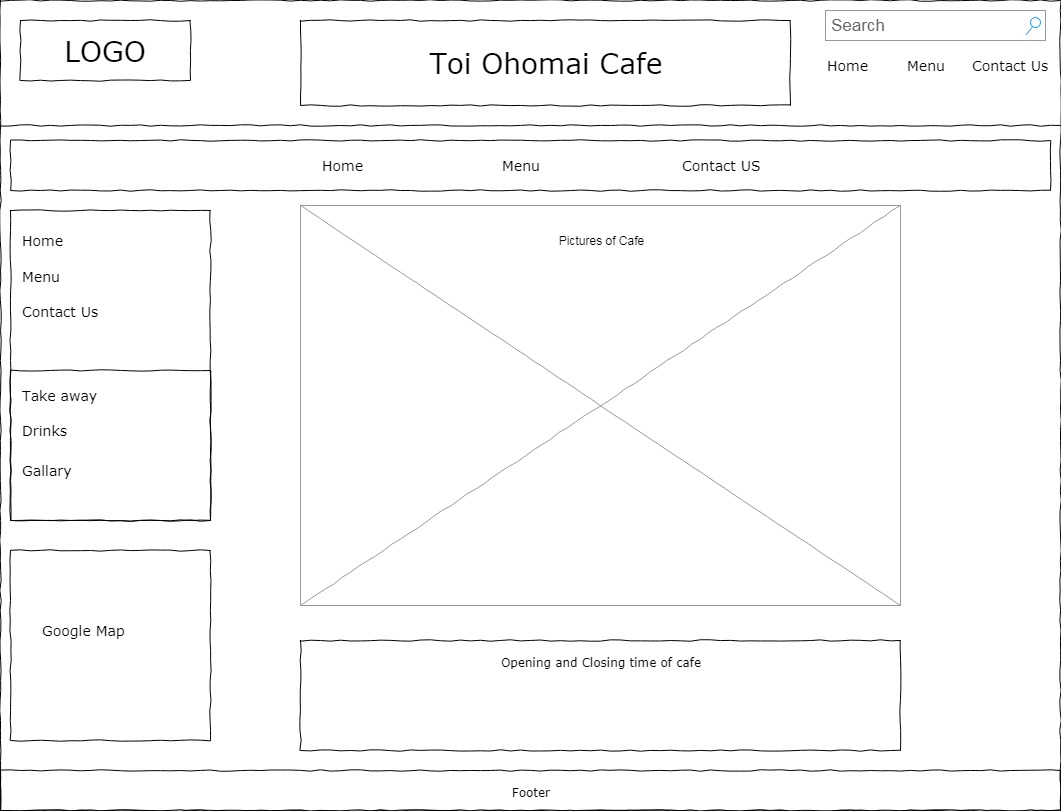 LOGO
Toi Ohomai Cafe
Search
Home Menu Contact Us
Home Menu Contact US
Home
Menu
Contact Us
Take away
Drinks
Gallary
Google Map
Pictures of Cafe
Opening and Closing time of cafe
Footer